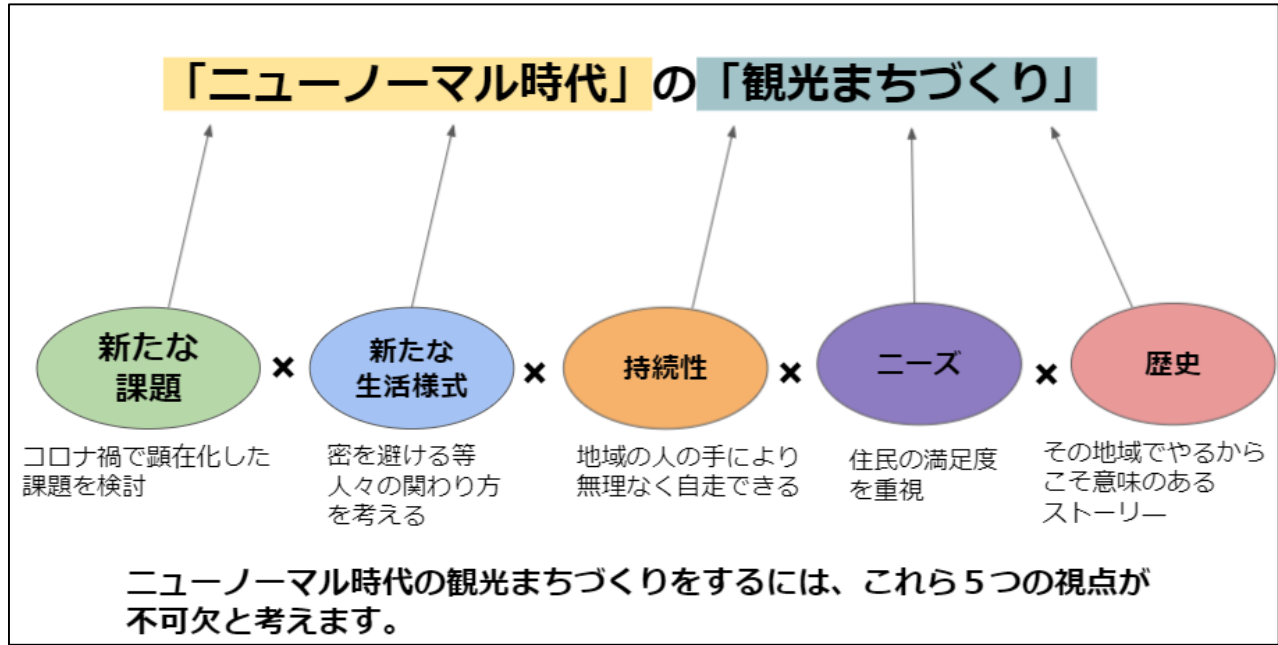 「ニューノーマル時代」の「観光まちづくり」
新たな
課題
×
新たな
生活様式
×
持続性
×
ニーズ
×
歴史
コロナ禍で顕在化した
課題を検討
密を避ける等
人々の関わり方
を考える
地域の人の手により
無理なく自走できる
住民の満足度
を重視
その地域でやるから
こそ意味のある
ストーリー
ニューノーマル時代の観光まちづくりをするには、これら５つの視点が
不可欠と考えます。